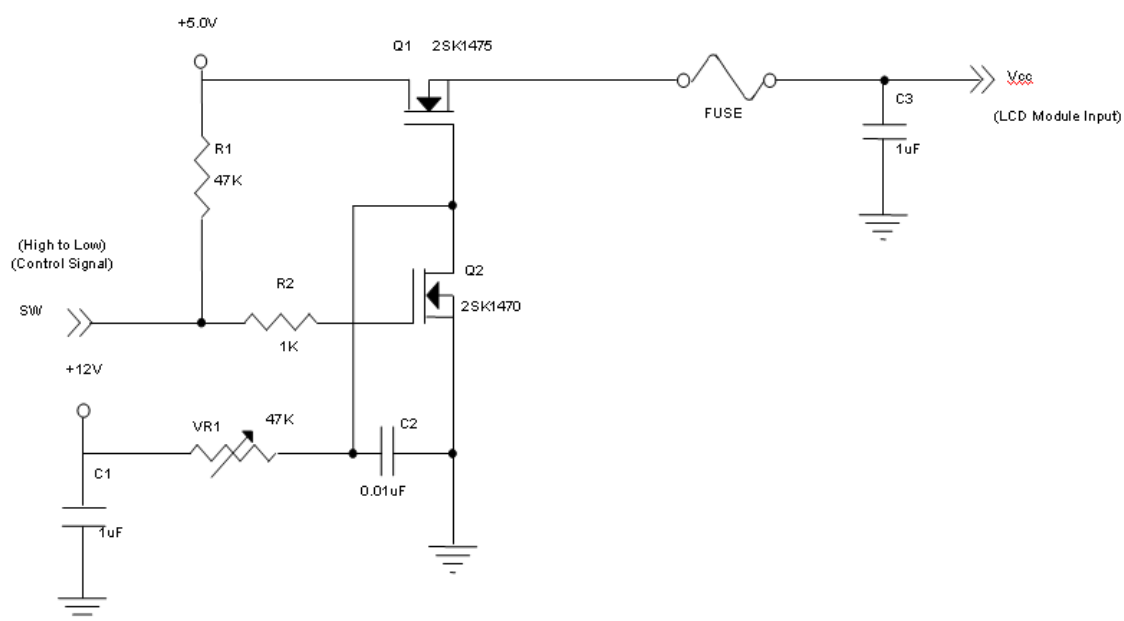 +5.0V
Q1 2SK1475
Vcc
FUSE
C3
(LCD Module Input)
R1
1uF
47K
(High to Low)
(Control Signal)
Q2
R2
SW
2SK1470
1K
+12V
VR1
47K
C2
C1
0.01uF
1uF